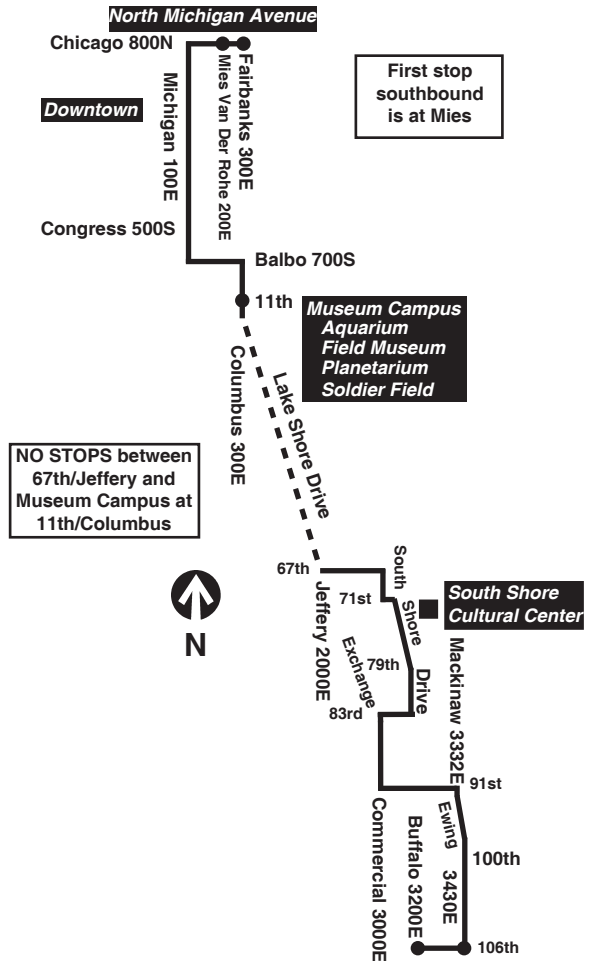 North Michigan Avenue
Chicago 800N
Fairbanks 300E
Mies Van Der Rohe 200E
Michigan 100E
First stop
southbound
is at Mies
Downtown
Congress 500S
Balbo 700S
11th
Museum Campus
Aquarium
Field Museum
Planetarium
Soldier Field
Columbus 300E
Lake Shore Drive
NO STOPS between
67th/Jeffery and
Museum Campus at
11th/Columbus
67th
South
Shore
Drive
71st
South Shore
Cultural Center
N
Jeffery 2000E
Exchange
79th
Mackinaw 3332E
83rd
91st
Commercial 3000E
Buffalo 3200E
Ewing 3430E
100th
106th